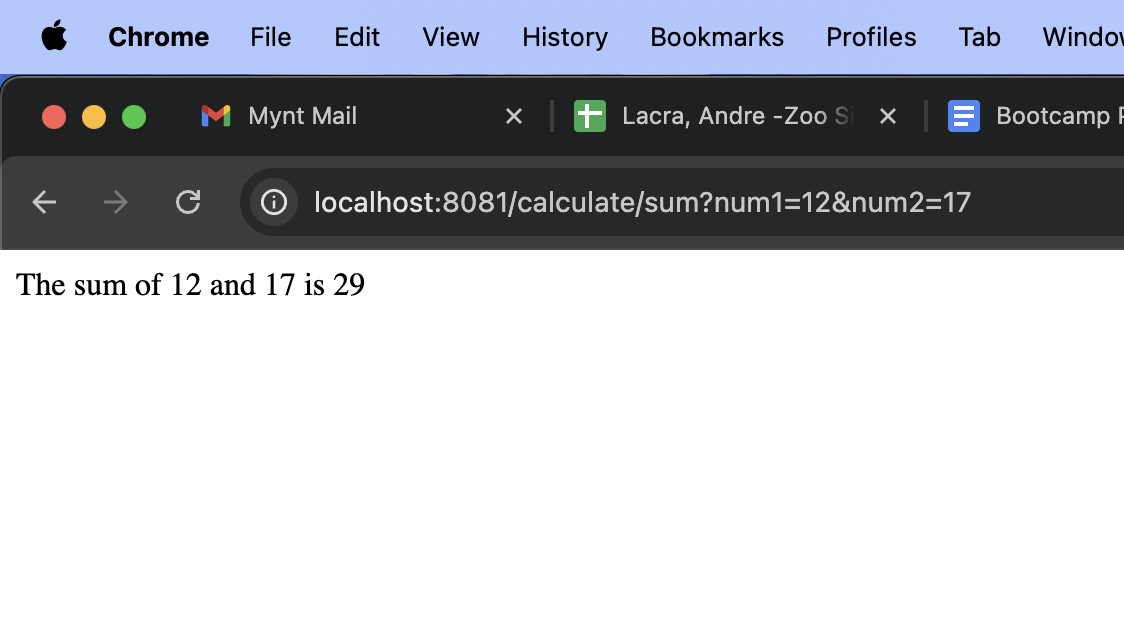 Chrome File Edit View History Bookmarks Profiles Tab Windo
Mynt Mail Lacra, Andre -Zoo Si Bootcamp
localhost:8081/calculate/sum?num1=12&num2=17
The sum of 12 and 17 is 29